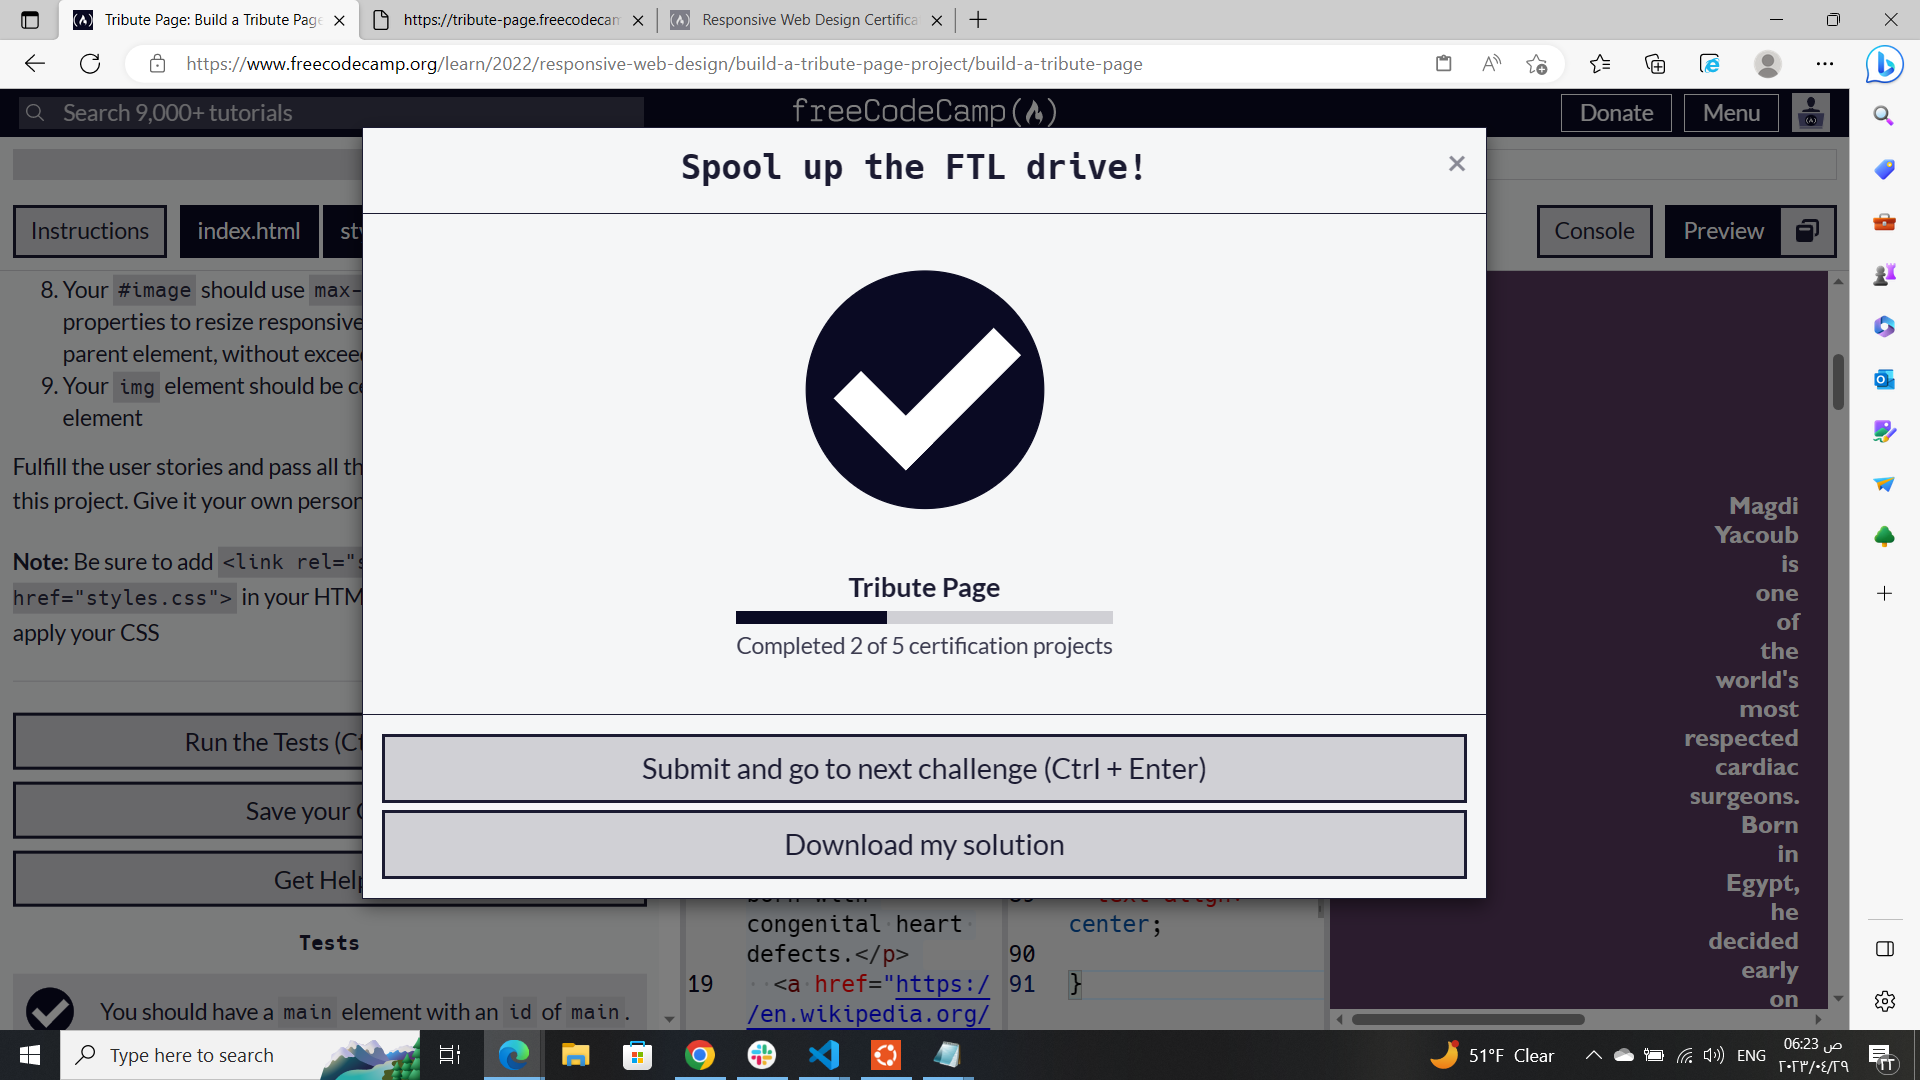 Tribute Page: Build a Tribute Page
https://tribute-page.freecodecam
Responsive Web Design Certifica
https://www.freecodecamp.org/learn/2022/responsive-web-design/build-a-tribute-page-project/build-a-tribute-page
Search 9,000+ tutorials
freeCodeCamp
Donate
Menu
Spool up the FTL drive!
×
Instructions
index.html
st
Console
Preview
8. Your #image should use max-
properties to resize responsive
parent element, without excee
9. Your img element should be ce
element
Fulfill the user stories and pass all th
this project. Give it your own person
Note: Be sure to add <link rel="s
href="styles.css"> in your HTM
apply your CSS
Run the Tests (Ct
Save your C
Get Help
Tests
You should have a main element with an id of main.
Tribute Page
Completed 2 of 5 certification projects
Submit and go to next challenge (Ctrl + Enter)
Download my solution
congenital heart
defects.</p>
19 <a href="https:/
/en.wikipedia.org/
center;
90
91 }
Magdi
Yacoub
is
one
of
the
world's
most
respected
cardiac
surgeons.
Born
in
Egypt,
he
decided
early
on
Type here to search
51°F Clear
ENG
06:23 ص
٢٠٢٣/٠٤/٢٩